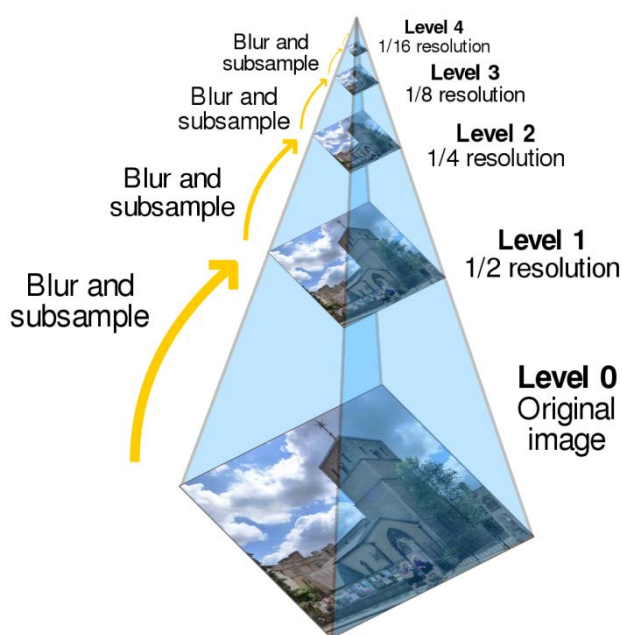 Level 4
1/16 resolution
Blur and
subsample
Level 3
1/8 resolution
Blur and
subsample
Level 2
1/4 resolution
Blur and
subsample
Level 1
1/2 resolution
Blur and
subsample
Level 0
Original
image